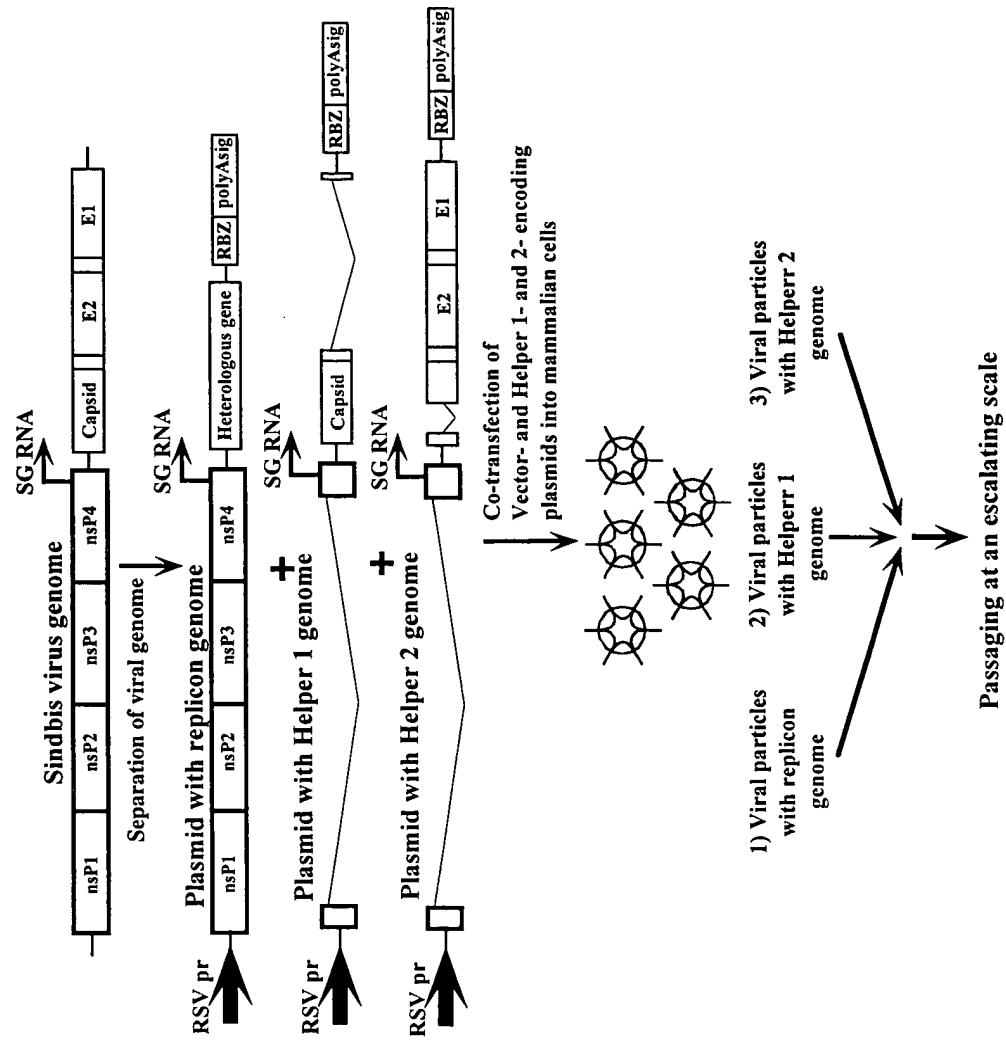 Sindbis virus genome
SG RNA
nsP1 nsP2 nsP3 nsP4 Capsid E2 E1
Separation of viral genome
Plasmid with replicon genome
SG RNA
RSV pr
nsP1 nsP2 nsP3 nsP4 Heterologous gene RBZ polyAsig
+
Plasmid with Helper 1 genome
SG RNA
RSV pr
Capsid RBZ polyAsig
+
Plasmid with Helper 2 genome
SG RNA
RSV pr
E2 E1 RBZ polyAsig
Co-transfection of
Vector- and Helper 1- and 2- encoding
plasmids into mammalian cells
1) Viral particles
with replicon
genome
2) Viral particles
with Helperr 1
genome
3) Viral particles
with Helperr 2
genome
Passaging at an escalating scale